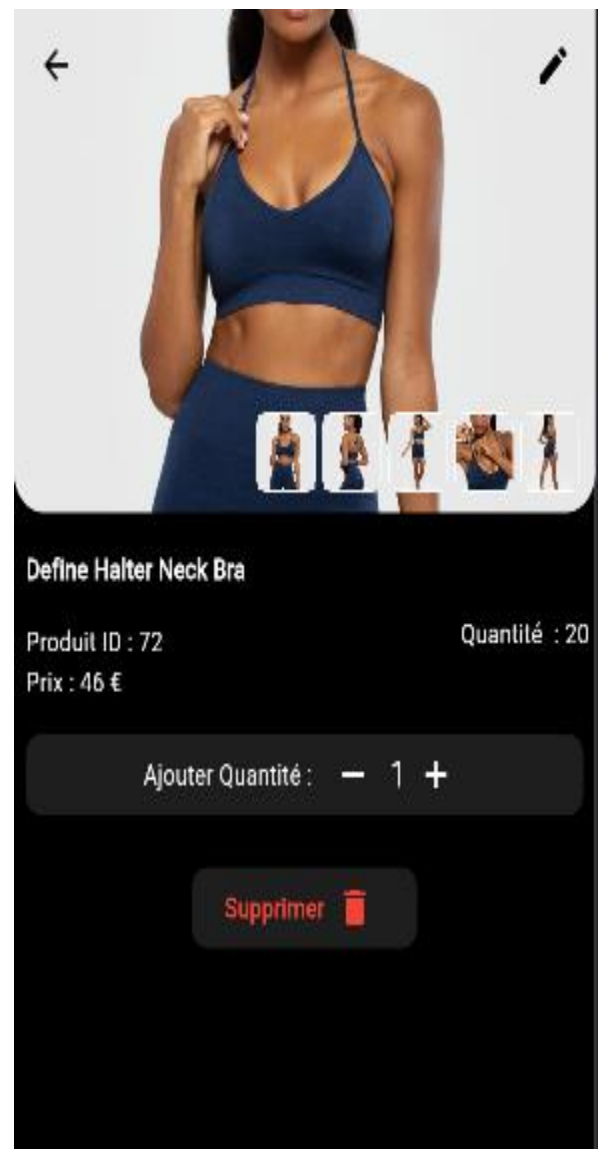 Define Halter Neck Bra
Produit ID : 72
Quantité : 20
Prix : 46 €
Ajouter Quantité : − 1 +
Supprimer